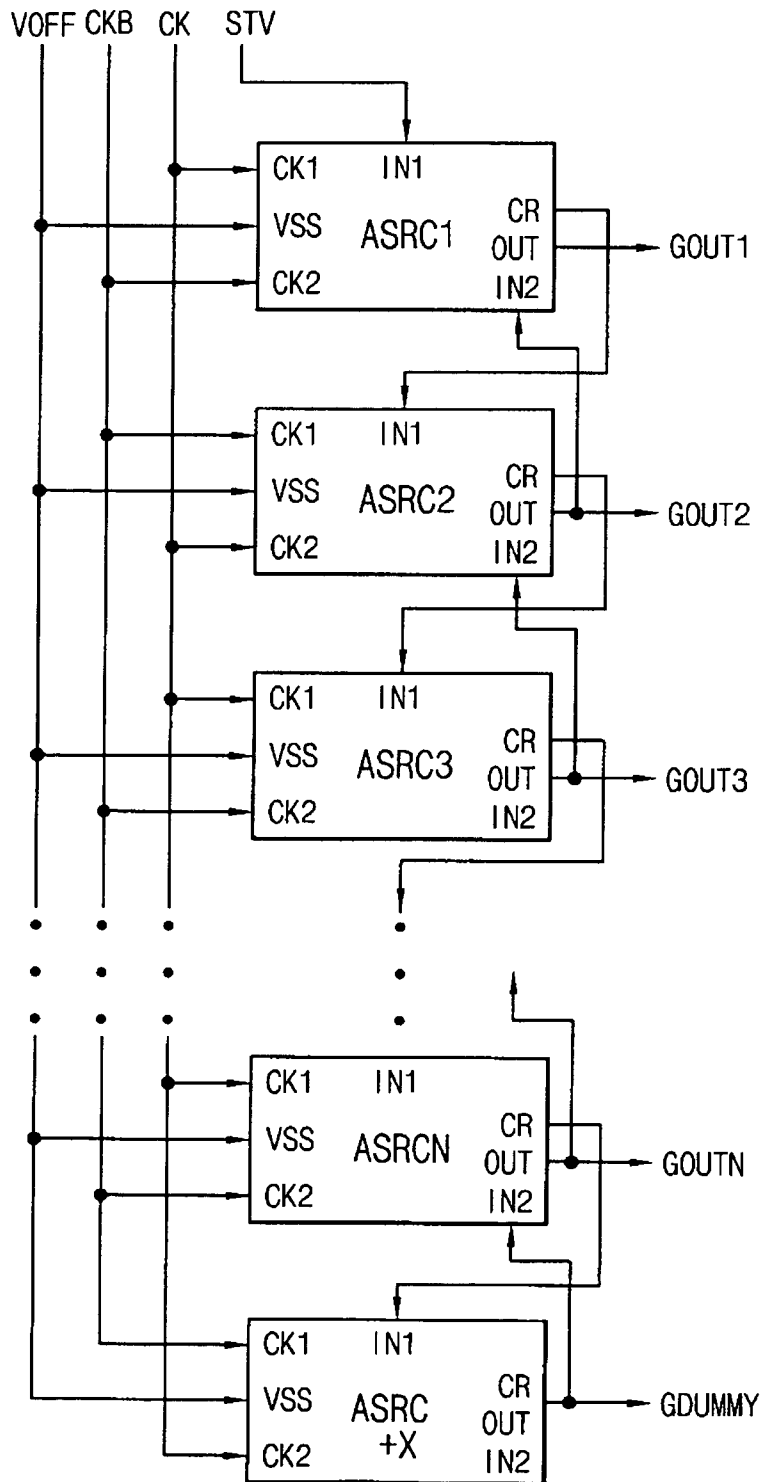 VOFF CKB CK STV
CK1 IN1
CR
VSS ASRC1 OUT GOUT1
CK2 IN2
CK1 IN1
CR
VSS ASRC2 OUT GOUT2
CK2 IN2
CK1 IN1
CR
VSS ASRC3 OUT GOUT3
CK2 IN2
CK1 IN1
CR
VSS ASRCN OUT GOUTN
CK2 IN2
CK1 IN1
CR
VSS ASRC OUT GDUMMY
+X
CK2 IN2